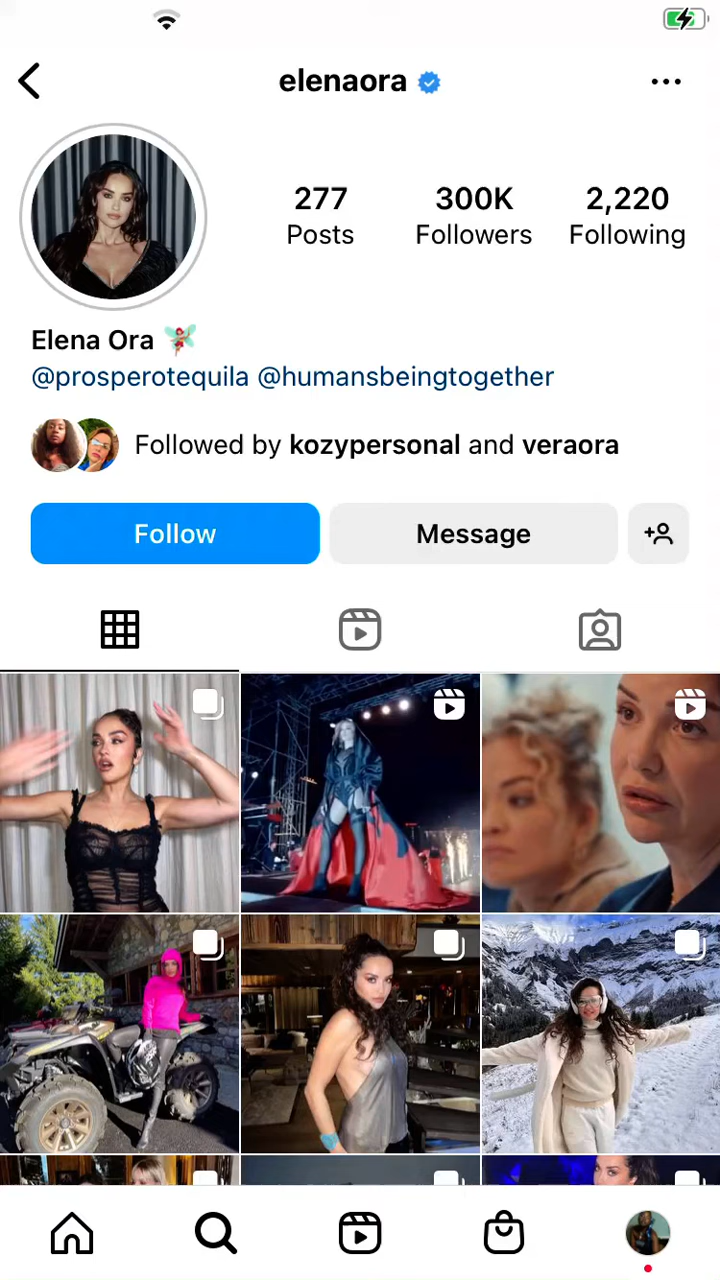 elenaora
277 300K 2,220
Posts Followers Following
Elena Ora
@prosperotequila @humansbeingtogether
Followed by kozypersonal and veraora
Follow Message